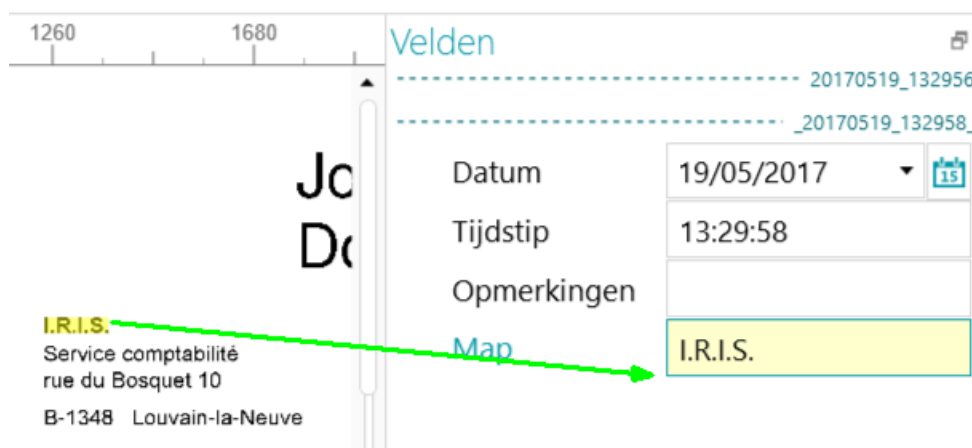 1260 1680
Jo
Do
I.R.I.S.
Service comptabilité
rue du Bosquet 10
B-1348 Louvain-la-Neuve
Velden
20170519_132956
_20170519_132958_
Datum 19/05/2017 15
Tijdstip 13:29:58
Opmerkingen
Map I.R.I.S.